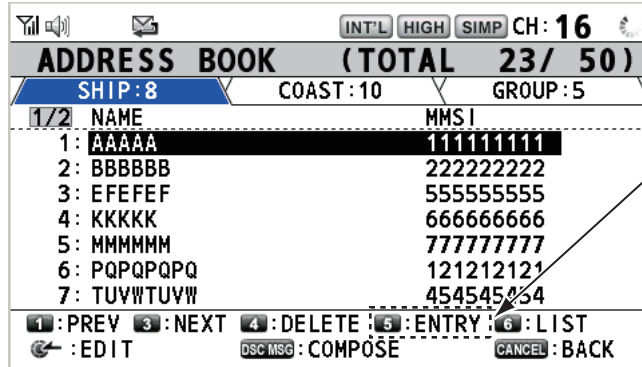 INT'L HIGH SIMP CH: 16
ADDRESS BOOK (TOTAL 23/ 50)
SHIP:8 COAST:10 GROUP:5
1/2 NAME MMSI
1: AAAAA 111111111
2: BBBBBB 222222222
3: EFEFEF 555555555
4: KKKKK 666666666
5: MMMMMM 777777777
6: PQPQPQPQ 121212121
7: TUVWTUVW 454545454
1:PREV 3:NEXT 4:DELETE 5:ENTRY 6:LIST
:EDIT DSC MSG:COMPOSE CANCEL:BACK